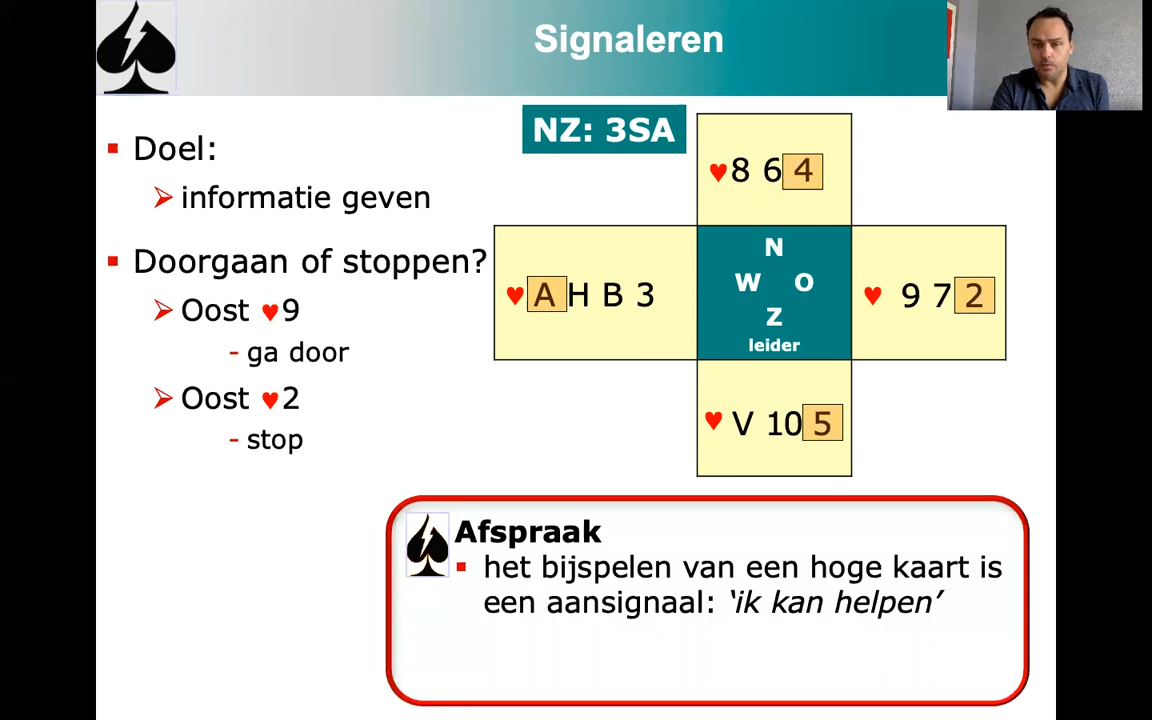 Signaleren
Doel:
informatie geven
Doorgaan of stoppen?
Oost ♥9
- ga door
Oost ♥2
- stop
NZ: 3SA
♥8 6 4
♥ A H B 3
N
W O
Z
leider
♥ 9 7 2
♥ V 10 5
Afspraak
het bijspelen van een hoge kaart is
een aansignaal: ‘ik kan helpen’